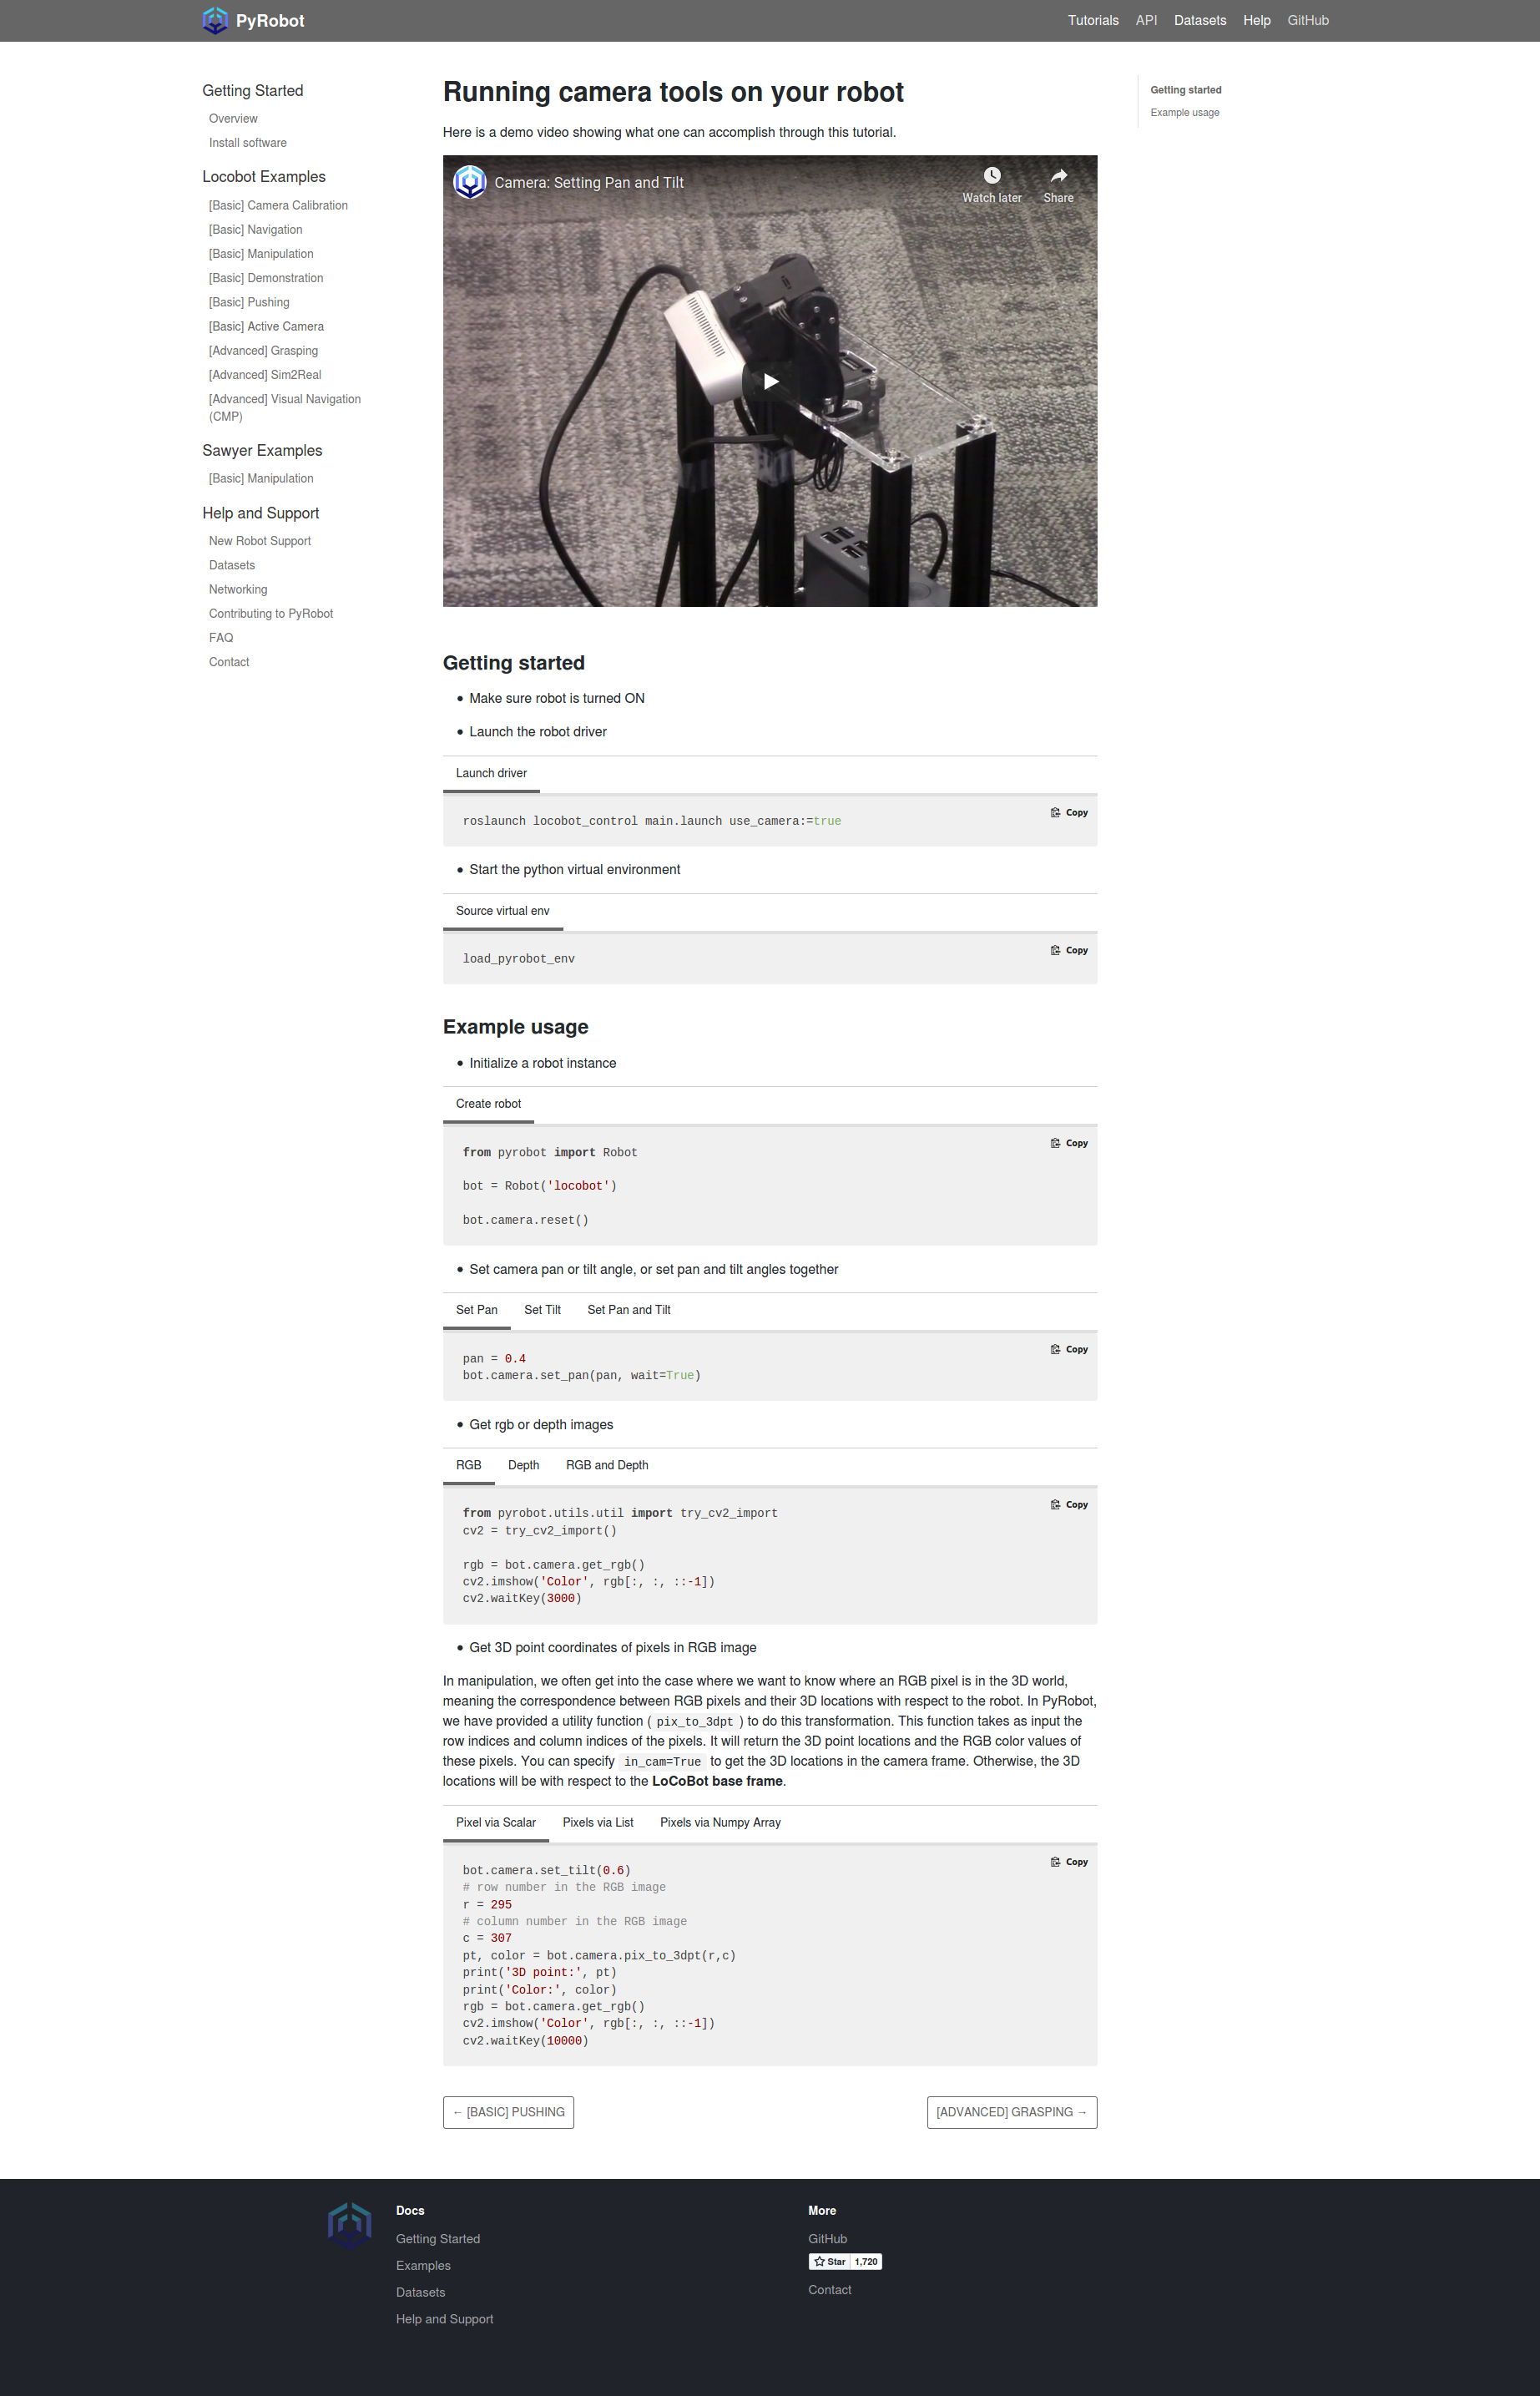 PyRobot
Tutorials API Datasets Help GitHub
Getting Started
Overview
Install software
Locobot Examples
[Basic] Camera Calibration
[Basic] Navigation
[Basic] Manipulation
[Basic] Demonstration
[Basic] Pushing
[Basic] Active Camera
[Advanced] Grasping
[Advanced] Sim2Real
[Advanced] Visual Navigation
(CMP)
Sawyer Examples
[Basic] Manipulation
Help and Support
New Robot Support
Datasets
Networking
Contributing to PyRobot
FAQ
Contact
Running camera tools on your robot
Here is a demo video showing what one can accomplish through this tutorial.
Camera: Setting Pan and Tilt
Watch later Share
Getting started
• Make sure robot is turned ON
• Launch the robot driver
Launch driver
Copy
roslaunch locobot_control main.launch use_camera:=true
• Start the python virtual environment
Source virtual env
Copy
load_pyrobot_env
Example usage
• Initialize a robot instance
Create robot
Copy
from pyrobot import Robot
bot = Robot('locobot')
bot.camera.reset()
• Set camera pan or tilt angle, or set pan and tilt angles together
Set Pan Set Tilt Set Pan and Tilt
Copy
pan = 0.4
bot.camera.set_pan(pan, wait=True)
• Get rgb or depth images
RGB Depth RGB and Depth
Copy
from pyrobot.utils.util import try_cv2_import
cv2 = try_cv2_import()
rgb = bot.camera.get_rgb()
cv2.imshow('Color', rgb[:, :, ::-1])
cv2.waitKey(3000)
• Get 3D point coordinates of pixels in RGB image
In manipulation, we often get into the case where we want to know where an RGB pixel is in the 3D world,
meaning the correspondence between RGB pixels and their 3D locations with respect to the robot. In PyRobot,
we have provided a utility function ( pix_to_3dpt ) to do this transformation. This function takes as input the
row indices and column indices of the pixels. It will return the 3D point locations and the RGB color values of
these pixels. You can specify in_cam=True to get the 3D locations in the camera frame. Otherwise, the 3D
locations will be with respect to the LoCoBot base frame.
Pixel via Scalar Pixels via List Pixels via Numpy Array
Copy
bot.camera.set_tilt(0.6)
# row number in the RGB image
r = 295
# column number in the RGB image
c = 307
pt, color = bot.camera.pix_to_3dpt(r,c)
print('3D point:', pt)
print('Color:', color)
rgb = bot.camera.get_rgb()
cv2.imshow('Color', rgb[:, :, ::-1])
cv2.waitKey(10000)
← [BASIC] PUSHING
[ADVANCED] GRASPING →
Getting started
Example usage
Docs
Getting Started
Examples
Datasets
Help and Support
More
GitHub
Star 1,720
Contact